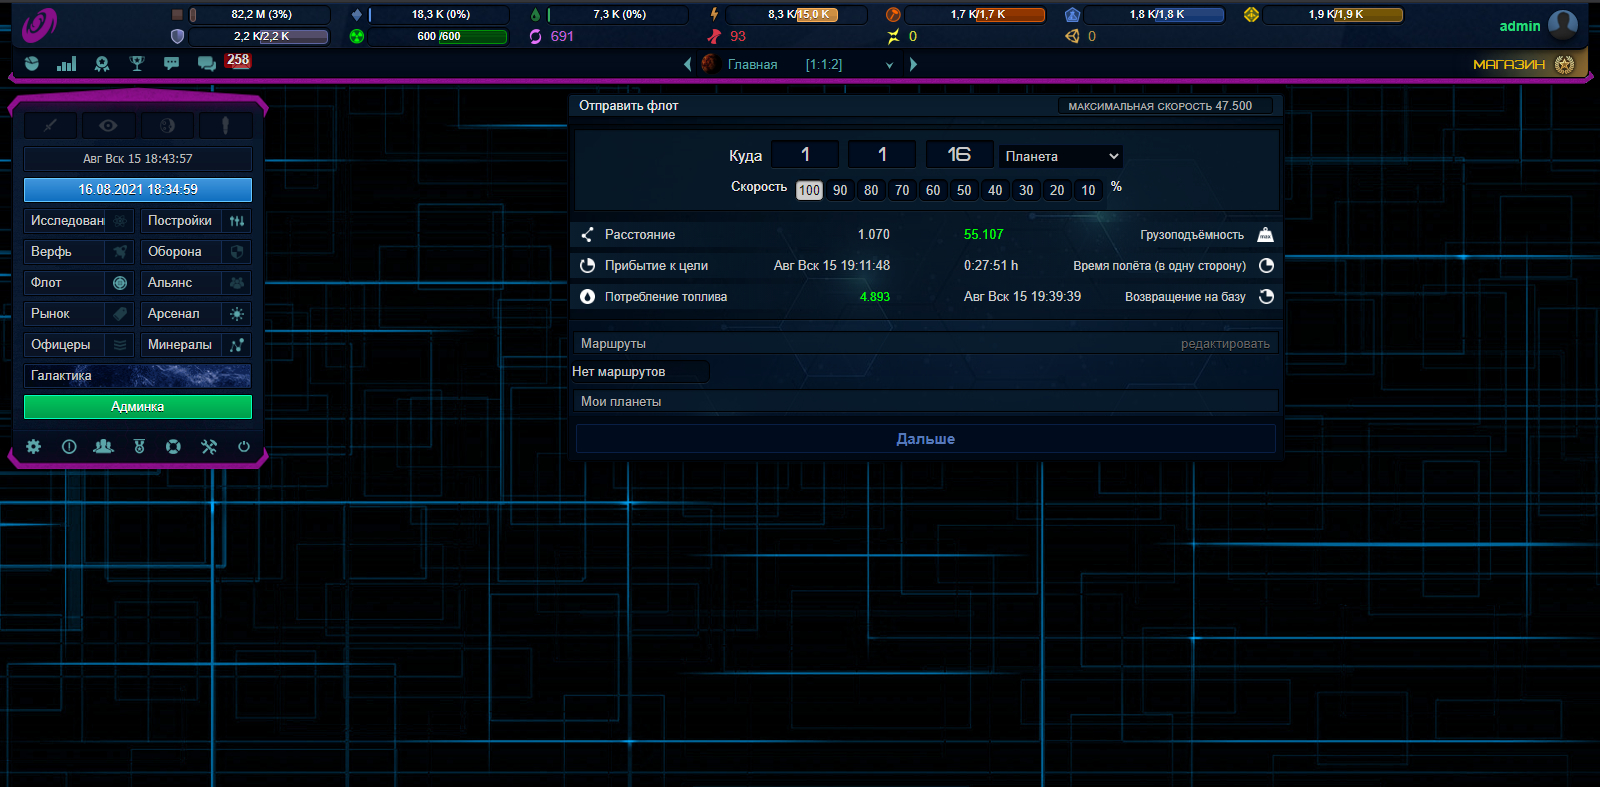 82,2 M (3%) 18,3 K (0%) 7,3 K (0%) 8,3 K/15,0 K 1,7 K/1,7 K 1,8 K/1,8 K 1,9 K/1,9 K
2,2 K/2,2 K 600 /600 691 93 0 0
admin
258
Главная [1:1:2]
МАГАЗИН
Авг Вск 15 18:43:57
16.08.2021 18:34:59
Исследован Постройки
Верфь Оборона
Флот Альянс
Рынок Арсенал
Офицеры Минералы
Галактика
Админка
Отправить флот МАКСИМАЛЬНАЯ СКОРОСТЬ 47.500
Куда 1 1 16 Планета
Скорость 100 90 80 70 60 50 40 30 20 10 %
Расстояние 1.070 55.107 Грузоподъёмность
Прибытие к цели Авг Вск 15 19:11:48 0:27:51 h Время полёта (в одну сторону)
Потребление топлива 4.893 Авг Вск 15 19:39:39 Возвращение на базу
Маршруты редактировать
Нет маршрутов
Мои планеты
Дальше